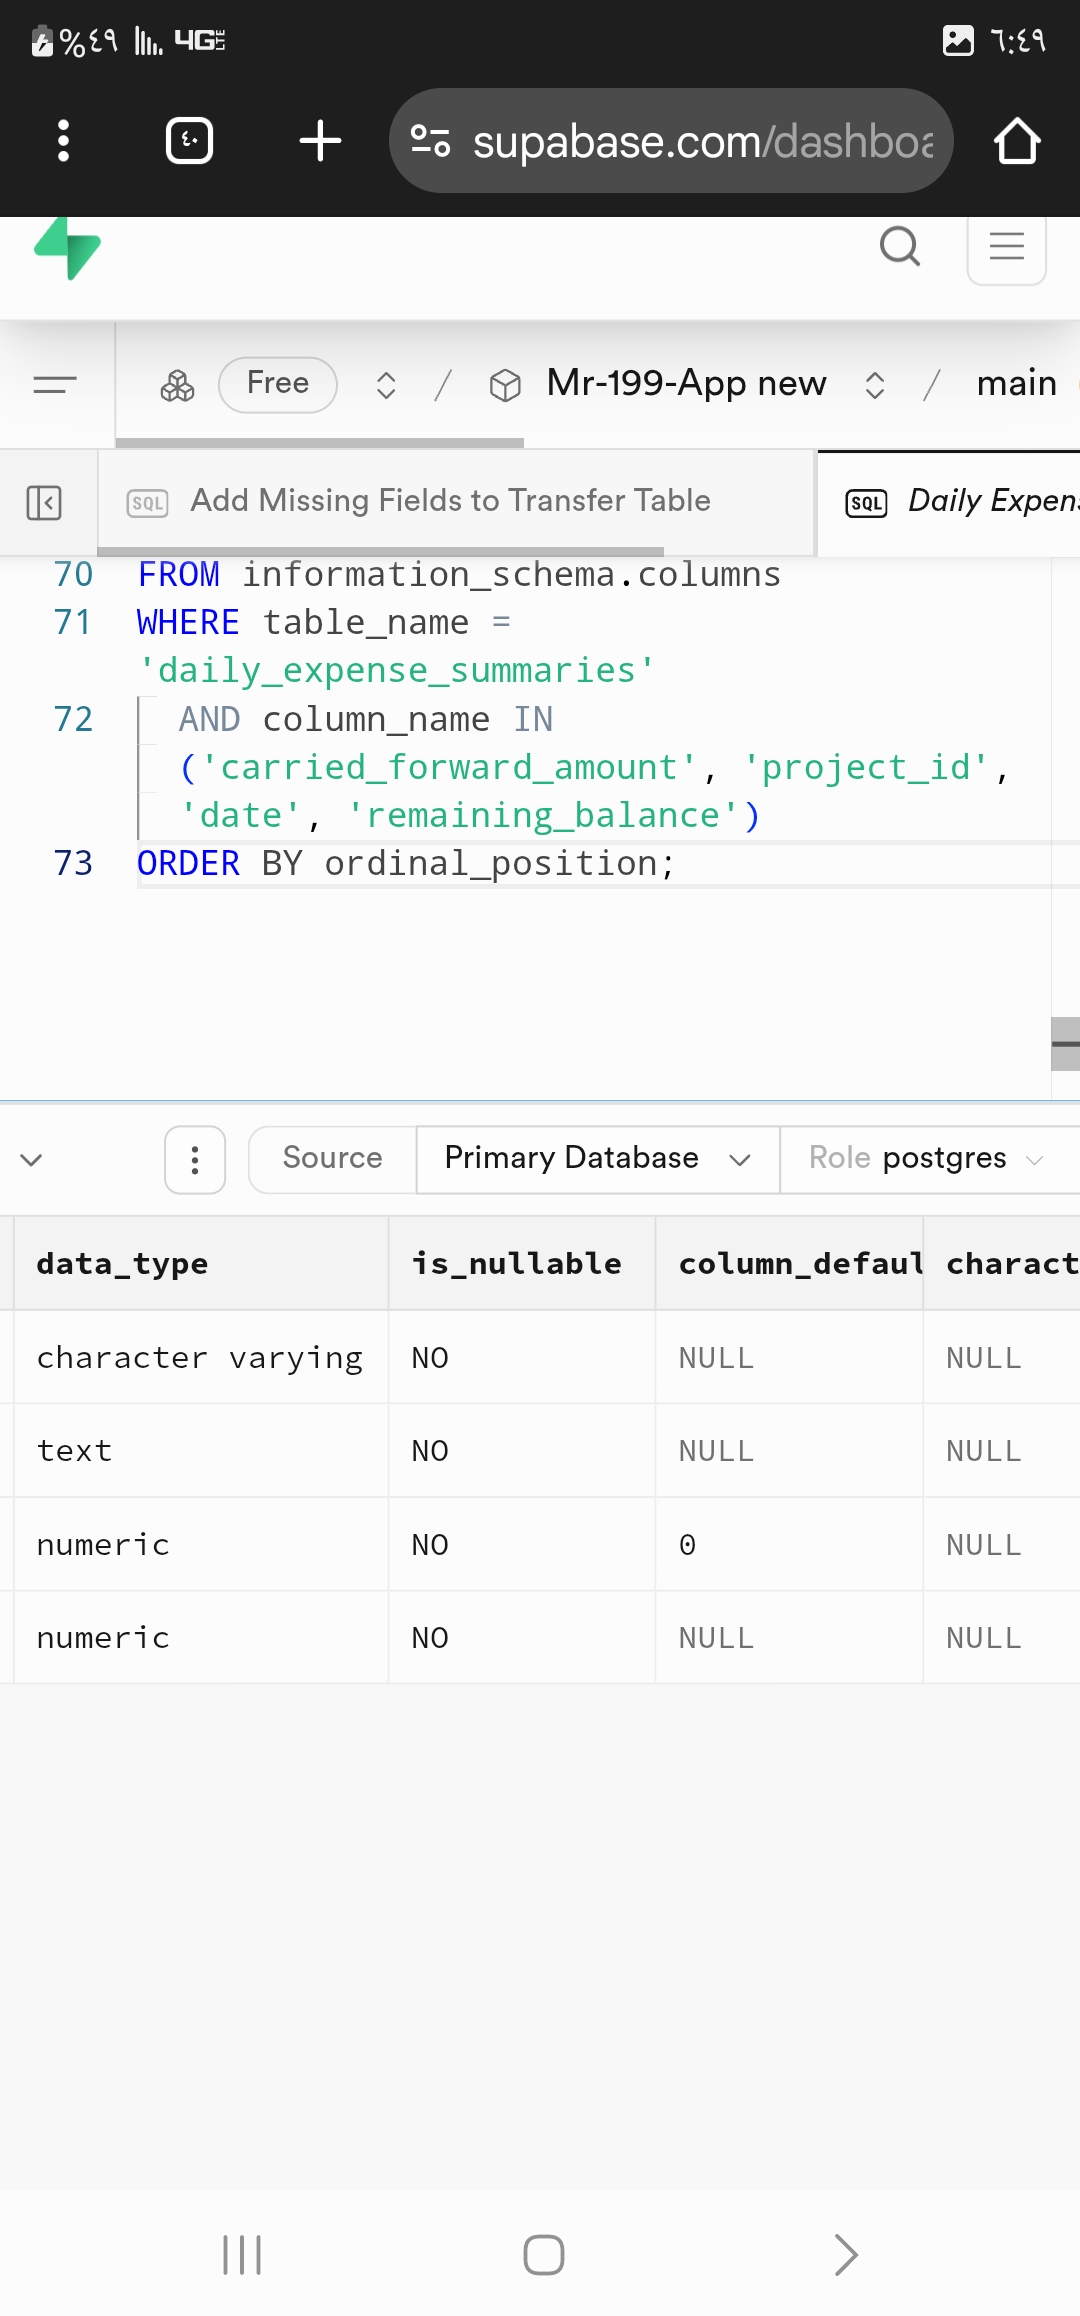 %٤٩ 4G LTE ٦:٤٩
٤٠ supabase.com/dashboa
Free / Mr-199-App new / main
SQL Add Missing Fields to Transfer Table SQL Daily Expens
70 FROM information_schema.columns
71 WHERE table_name =
'daily_expense_summaries'
72 AND column_name IN
('carried_forward_amount', 'project_id',
'date', 'remaining_balance')
73 ORDER BY ordinal_position;
Source Primary Database Role postgres
data_type is_nullable column_defaul charact
character varying NO NULL NULL
text NO NULL NULL
numeric NO 0 NULL
numeric NO NULL NULL